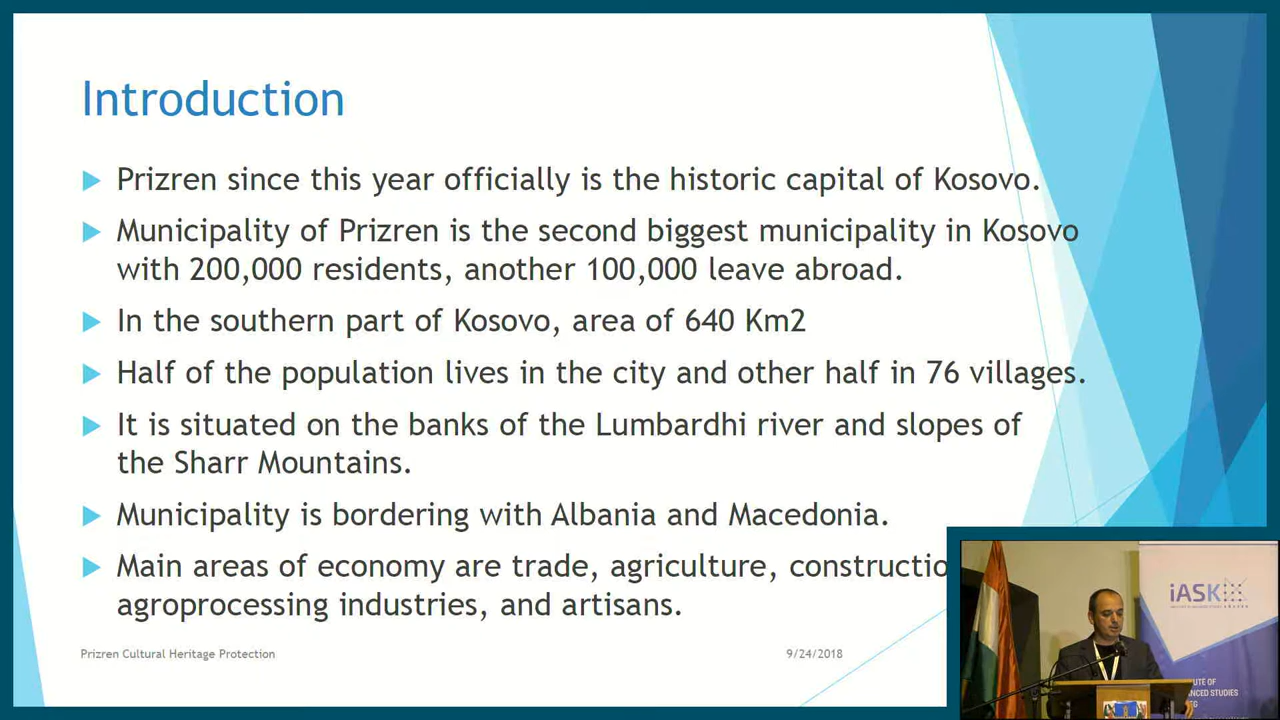 Introduction
Prizren since this year officially is the historic capital of Kosovo.
Municipality of Prizren is the second biggest municipality in Kosovo
with 200,000 residents, another 100,000 leave abroad.
In the southern part of Kosovo, area of 640 Km2
Half of the population lives in the city and other half in 76 villages.
It is situated on the banks of the Lumbardhi river and slopes of
the Sharr Mountains.
Municipality is bordering with Albania and Macedonia.
Main areas of economy are trade, agriculture, constructio
agroprocessing industries, and artisans.
Prizren Cultural Heritage Protection
9/24/2018
iASK
UTE OF
NCED STUDIES